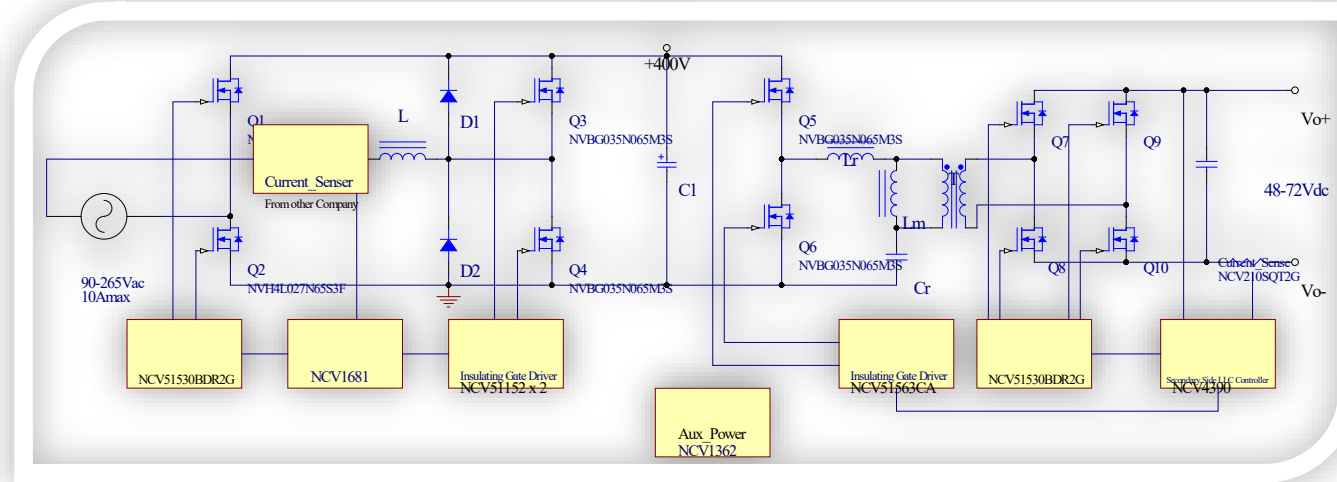 +400V
L
D1
Q3
NVBG035N065M3S
Q5
NVBG035N065M3S
Q1
Lr
Q7
Q9
Vo+
Current_Senser
From other Company
C1
T
48-72Vdc
Lm
Q2
NVH4L027N65S3F
D2
Q4
NVBG035N065M3S
Q6
NVBG035N065M3S
Cr
Q8
Q10
Current_Sense
NCV210SQT2G
Vo-
90-265Vac
10Amax
NCV51530BDR2G
NCV1681
Insulating Gate Driver
NCV51152 x 2
Insulating Gate Driver
NCV51563CA
NCV51530BDR2G
Secondary Side LLC Controller
NCV4390
Aux_Power
NCV1362